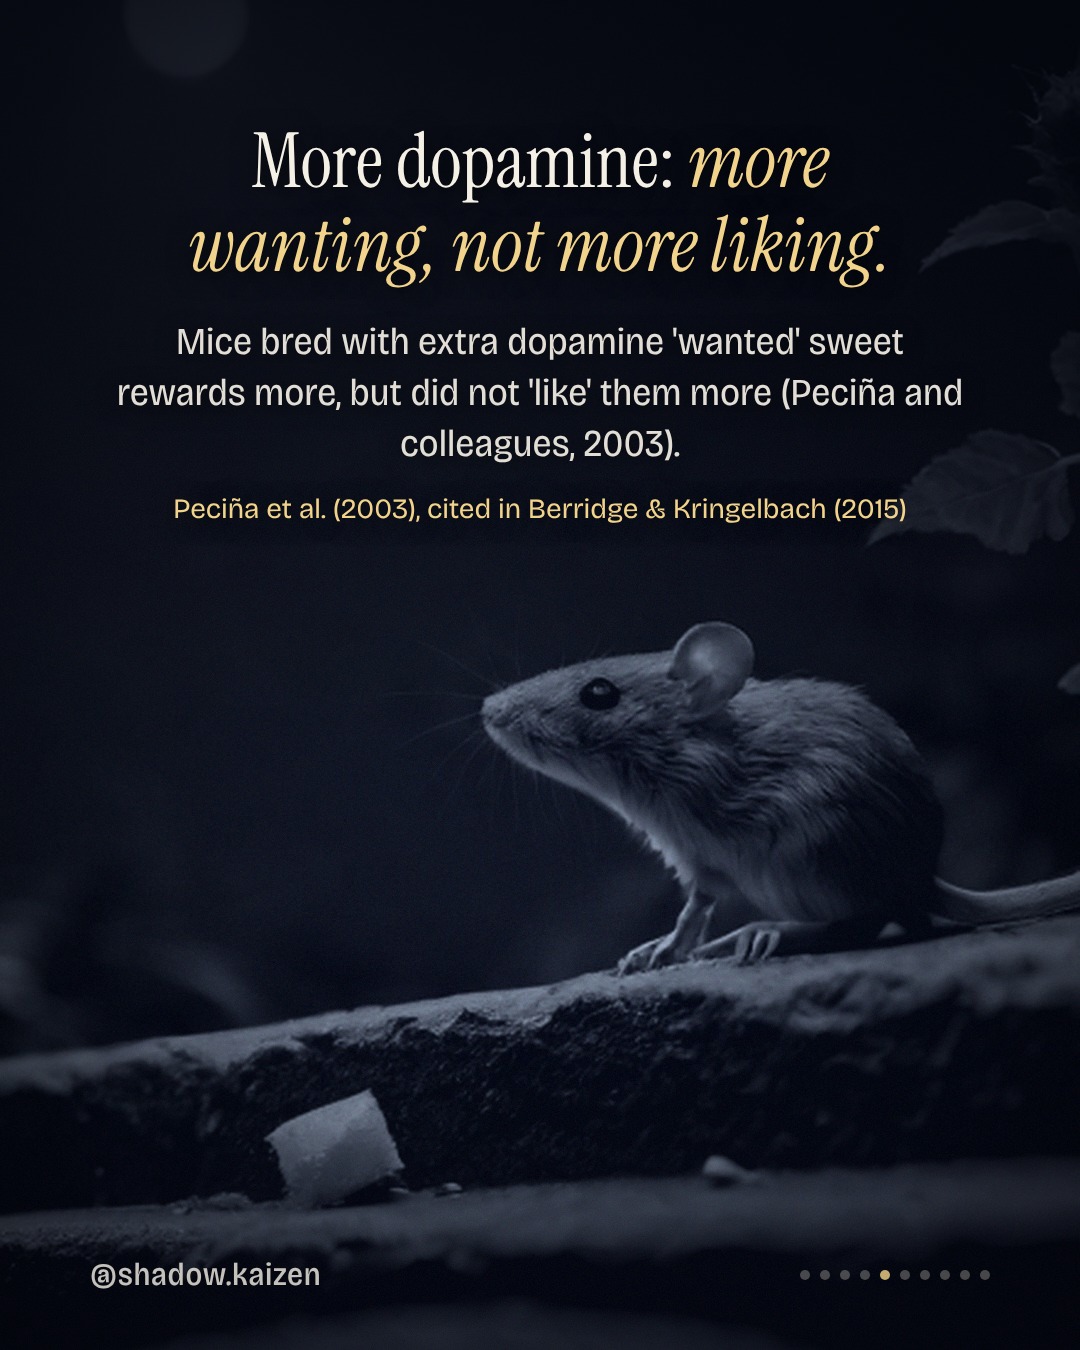 More dopamine: more
wanting, not more liking.
Mice bred with extra dopamine 'wanted' sweet
rewards more, but did not 'like' them more (Peciña and
colleagues, 2003).
Peciña et al. (2003), cited in Berridge & Kringelbach (2015)
@shadow.kaizen